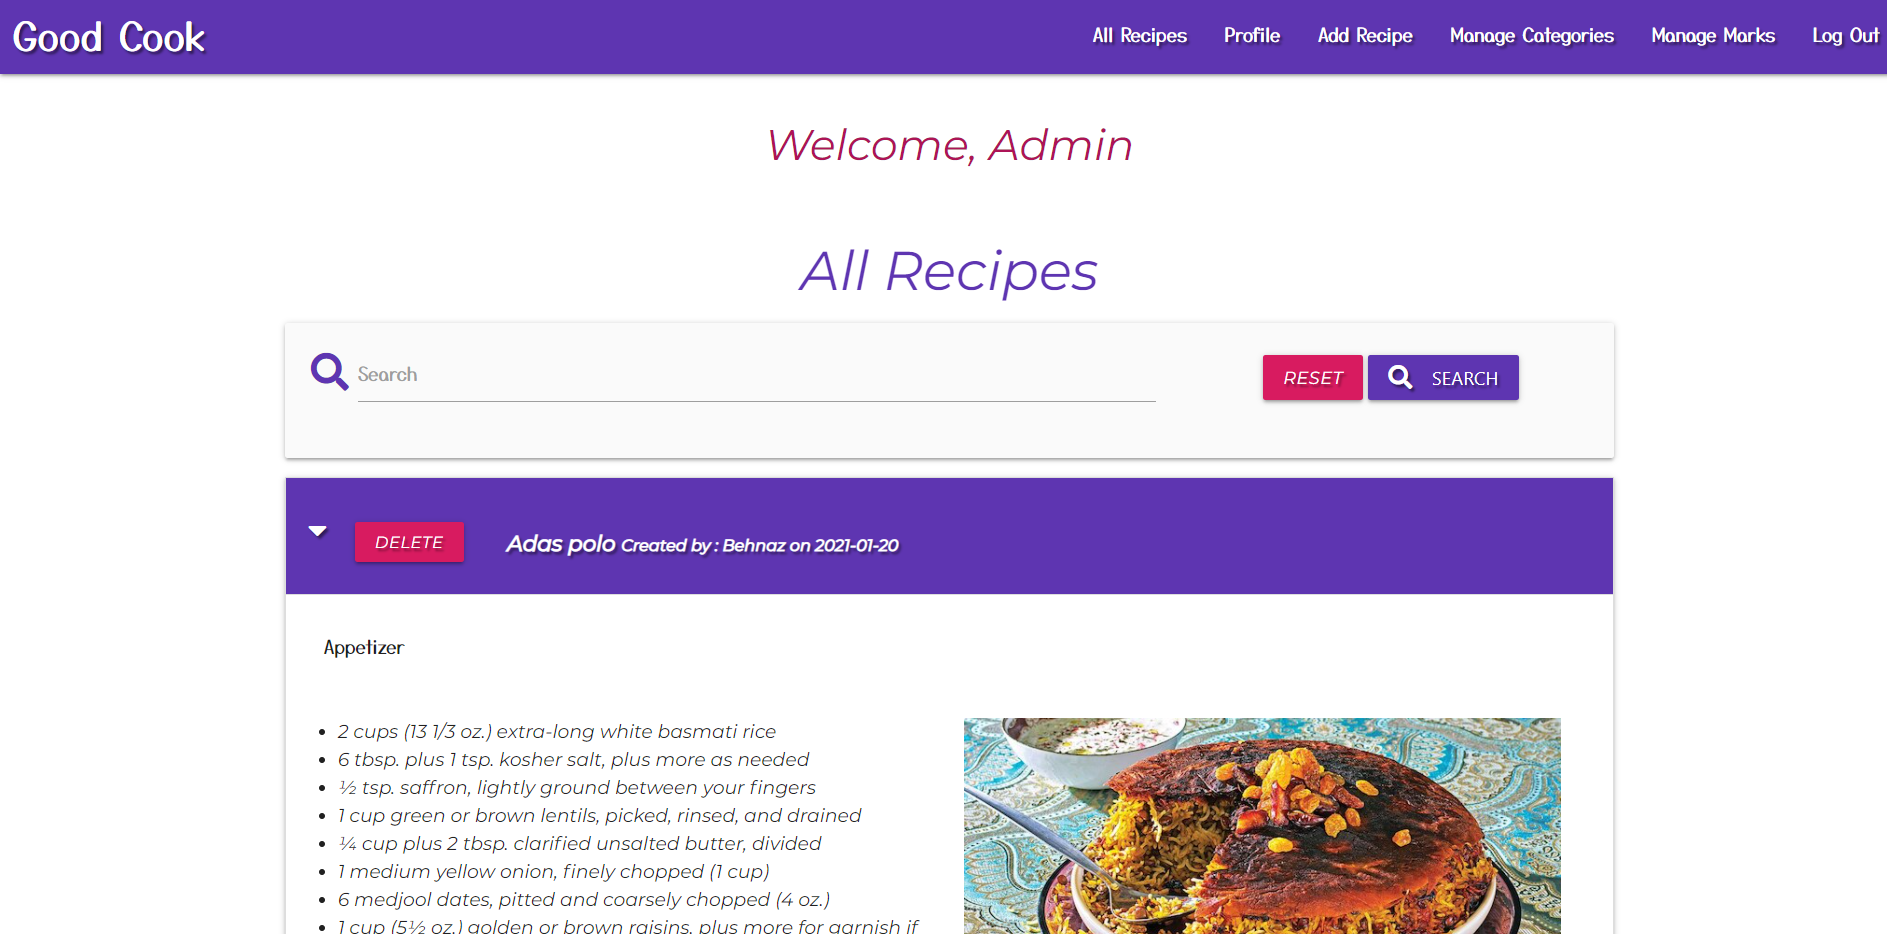 Good Cook
All Recipes Profile Add Recipe Manage Categories Manage Marks Log Out
Welcome, Admin
All Recipes
Search
RESET
SEARCH
DELETE
Adas polo Created by : Behnaz on 2021-01-20
Appetizer
2 cups (13 1/3 oz.) extra-long white basmati rice
6 tbsp. plus 1 tsp. kosher salt, plus more as needed
½ tsp. saffron, lightly ground between your fingers
1 cup green or brown lentils, picked, rinsed, and drained
¼ cup plus 2 tbsp. clarified unsalted butter, divided
1 medium yellow onion, finely chopped (1 cup)
6 medjool dates, pitted and coarsely chopped (4 oz.)
1 cup (5½ oz.) golden or brown raisins, plus more for garnish if